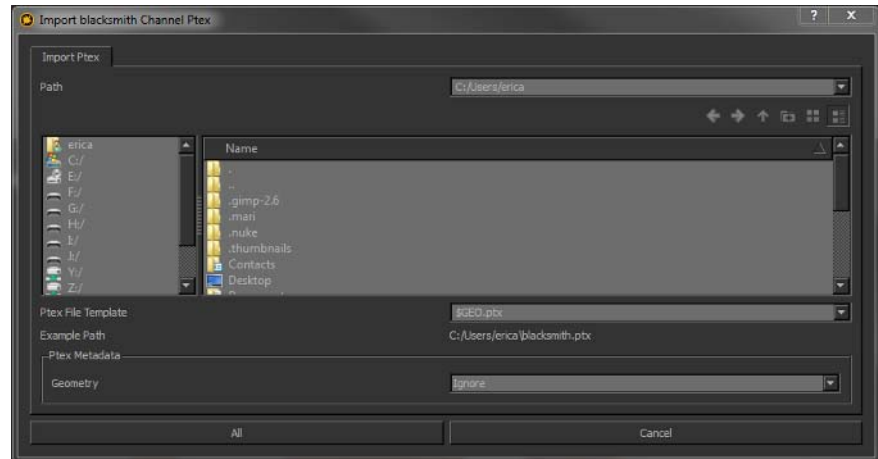 Import blacksmith Channel Ptex
? X
Import Ptex
Path C:/Users/erica
erica
C:/
E:/
F:/
G:/
H:/
I:/
J:/
Y:/
Z:/
Name
.
..
.gimp-2.6
.mari
.nuke
.thumbnails
Contacts
Desktop
Ptex File Template $GEO.ptx
Example Path C:/Users/erica\blacksmith.ptx
Ptex Metadata
Geometry Ignore
All Cancel